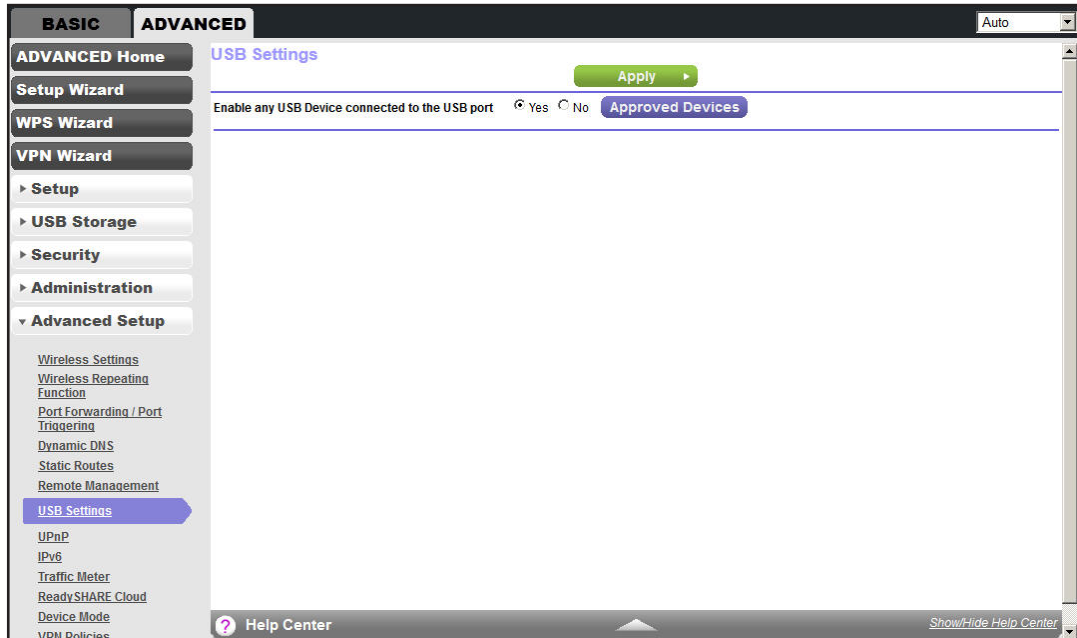 BASIC
ADVANCED
Auto
ADVANCED Home
Setup Wizard
WPS Wizard
VPN Wizard
Setup
USB Storage
Security
Administration
Advanced Setup
Wireless Settings
Wireless Repeating
Function
Port Forwarding / Port
Triggering
Dynamic DNS
Static Routes
Remote Management
USB Settings
UPnP
IPv6
Traffic Meter
ReadySHARE Cloud
Device Mode
VPN Policies
USB Settings
Apply
Enable any USB Device connected to the USB port Yes No Approved Devices
? Help Center
Show/Hide Help Center